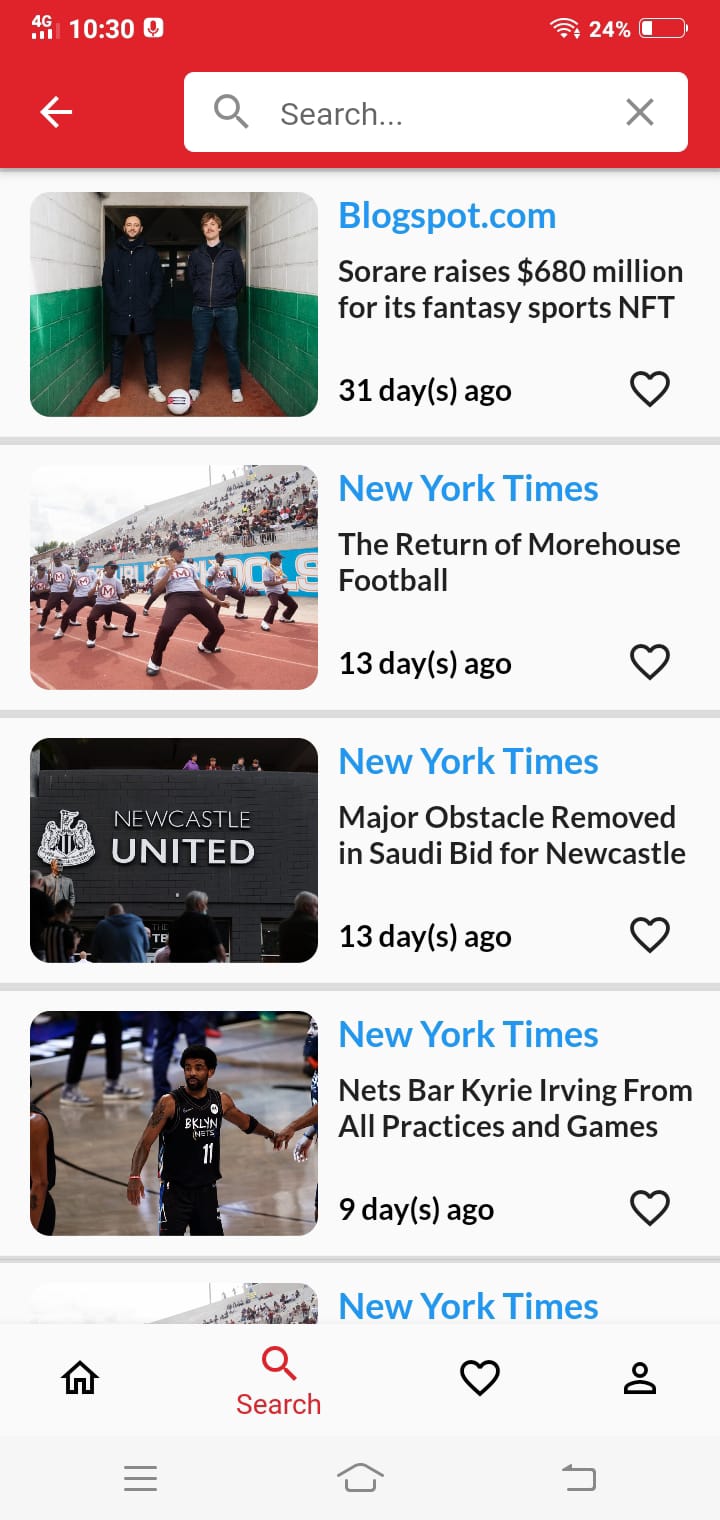 4G
10:30
24%
Search...
Blogspot.com
Sorare raises $680 million
for its fantasy sports NFT
31 day(s) ago
New York Times
The Return of Morehouse
Football
13 day(s) ago
M
M
M
M
OOLS
New York Times
Major Obstacle Removed
in Saudi Bid for Newcastle
13 day(s) ago
NEWCASTLE
UNITED
THE
New York Times
Nets Bar Kyrie Irving From
All Practices and Games
9 day(s) ago
BKLYN
NETS
11
New York Times
Search